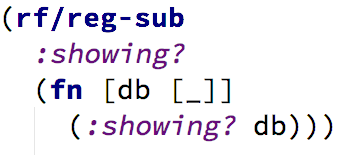 (rf/reg-sub
  :showing?
  (fn [db [_]]
    (:showing? db)))